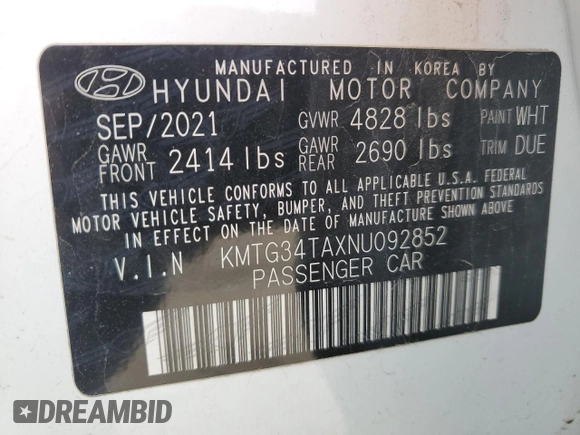 MANUFACTURED IN KOREA BY
HYUNDAI MOTOR COMPANY
SEP/2021 GVWR 4828 lbs PAINT WHT
GAWR FRONT 2414 lbs GAWR REAR 2690 lbs TRIM DUE
THIS VEHICLE CONFORMS TO ALL APPLICABLE U.S.A. FEDERAL
MOTOR VEHICLE SAFETY, BUMPER, AND THEFT PREVENTION STANDARDS
IN EFFECT ON THE DATE OF MANUFACTURE SHOWN ABOVE.
V.I.N KMTG34TAXNU092852
PASSENGER CAR
DREAMBID